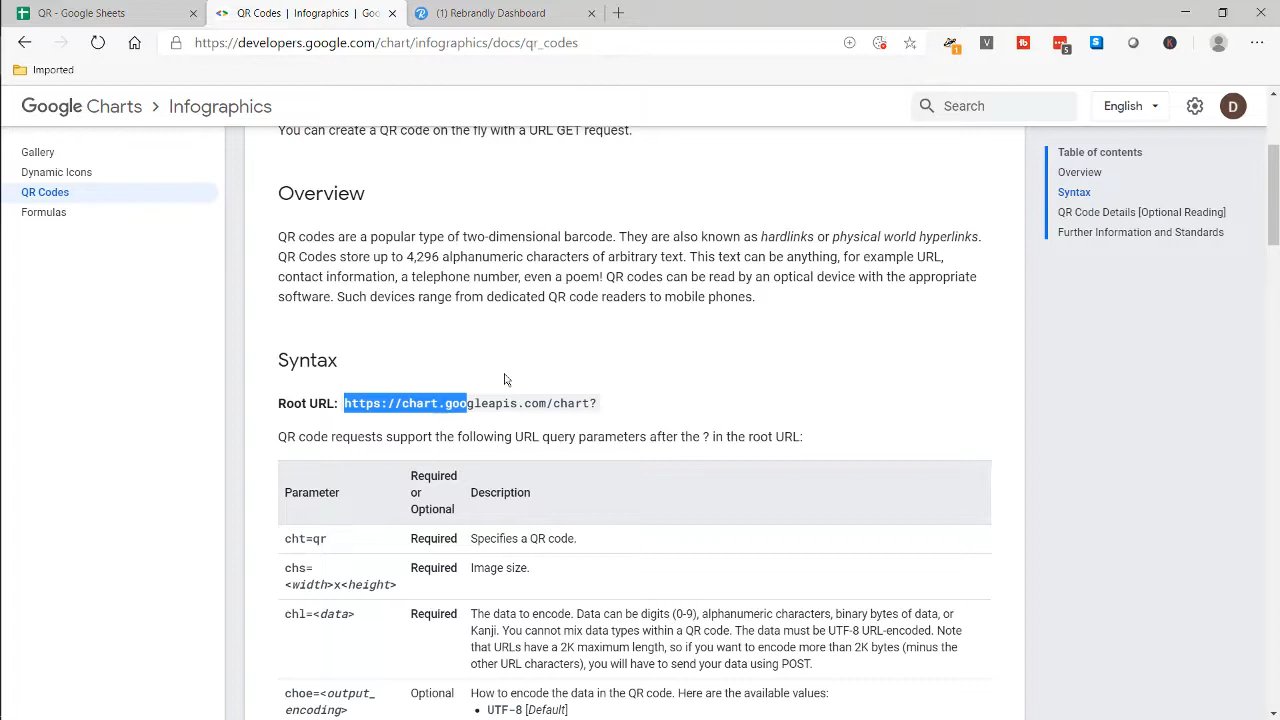 QR - Google Sheets
QR Codes | Infographics | Goo
(1) Rebrandly Dashboard
https://developers.google.com/chart/infographics/docs/qr_codes
1
V
tb
5
S
K
Imported
Google Charts > Infographics
Search
English
D
Gallery
Dynamic Icons
QR Codes
Formulas
You can create a QR code on the fly with a URL GET request.
Overview
QR codes are a popular type of two-dimensional barcode. They are also known as hardlinks or physical world hyperlinks.
QR Codes store up to 4,296 alphanumeric characters of arbitrary text. This text can be anything, for example URL,
contact information, a telephone number, even a poem! QR codes can be read by an optical device with the appropriate
software. Such devices range from dedicated QR code readers to mobile phones.
Syntax
Root URL: https://chart.googleapis.com/chart?
QR code requests support the following URL query parameters after the ? in the root URL:
Parameter
Required
or
Optional
Description
cht=qr Required Specifies a QR code.
chs=
<width>x<height>
Required Image size.
chl=<data> Required The data to encode. Data can be digits (0-9), alphanumeric characters, binary bytes of data, or
Kanji. You cannot mix data types within a QR code. The data must be UTF-8 URL-encoded. Note
that URLs have a 2K maximum length, so if you want to encode more than 2K bytes (minus the
other URL characters), you will have to send your data using POST.
choe=<output_
encoding>
Optional How to encode the data in the QR code. Here are the available values:
• UTF-8 [Default]
Table of contents
Overview
Syntax
QR Code Details [Optional Reading]
Further Information and Standards